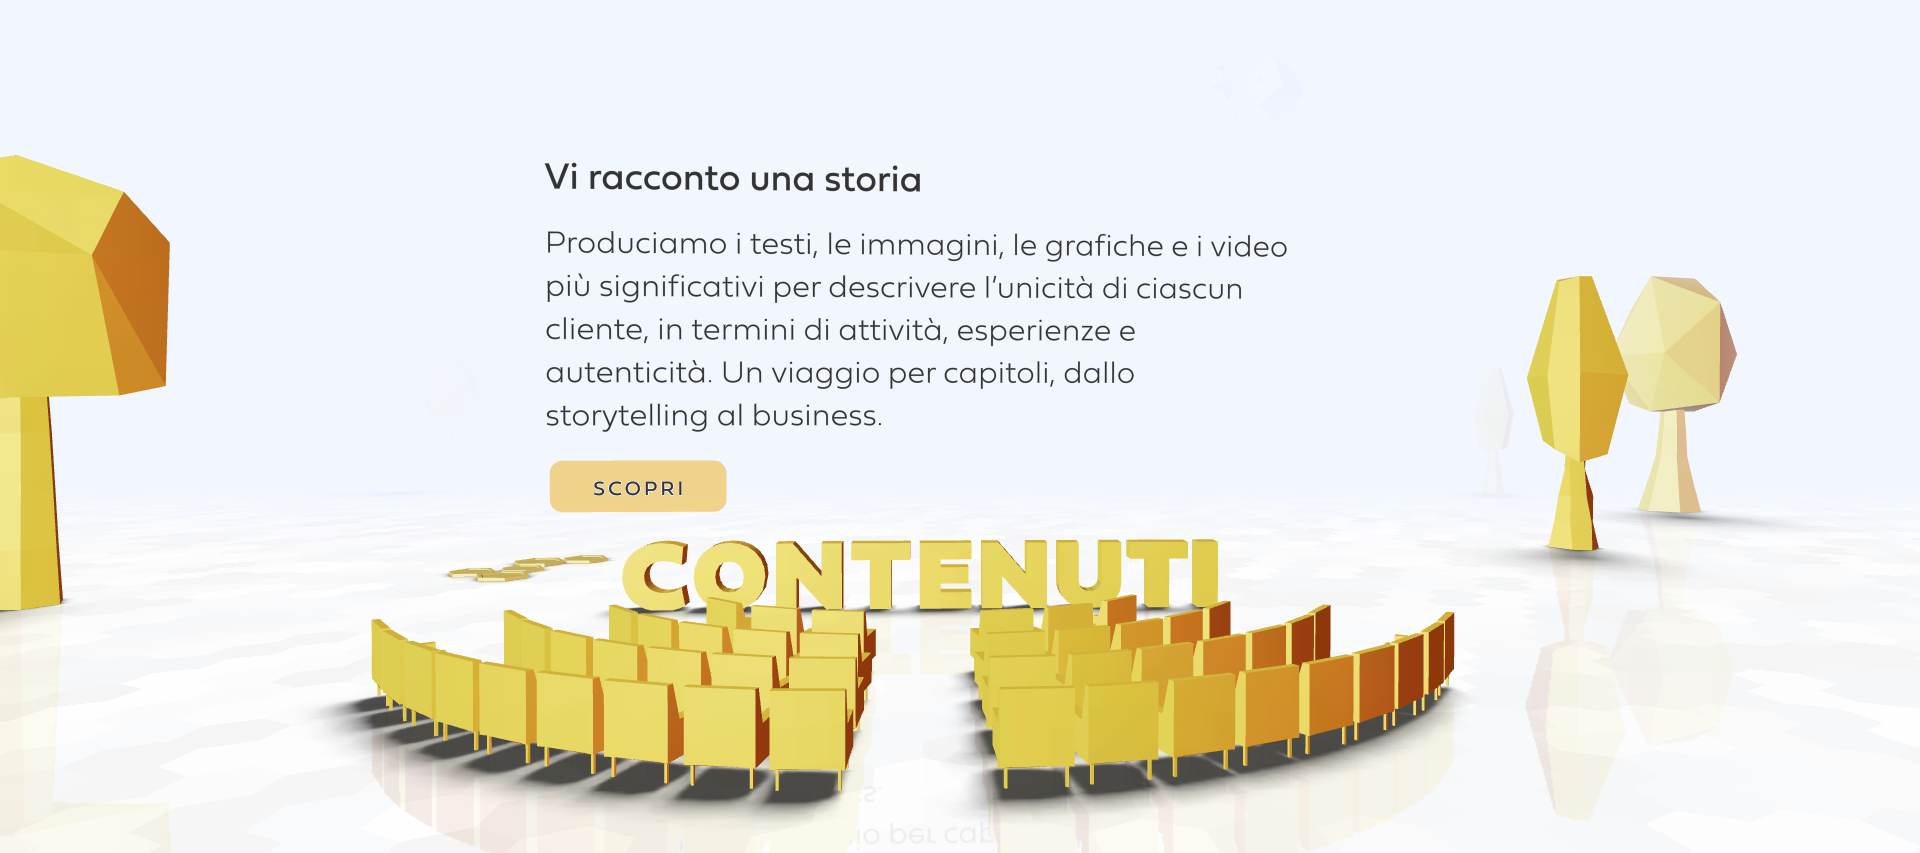 Vi racconto una storia
Produciamo i testi, le immagini, le grafiche e i video
più significativi per descrivere l’unicità di ciascun
cliente, in termini di attività, esperienze e
autenticità. Un viaggio per capitoli, dallo
storytelling al business.
SCOPRI
CONTENUTI